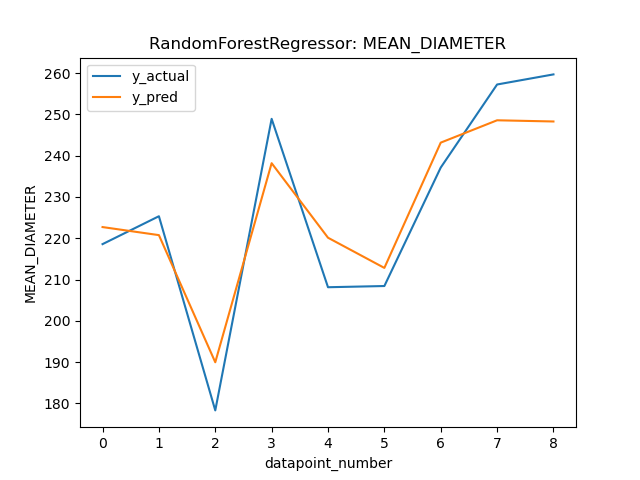 RandomForestRegressor: MEAN_DIAMETER
y_actual
y_pred
MEAN_DIAMETER
260
250
240
230
220
210
200
190
180
0 1 2 3 4 5 6 7 8
datapoint_number